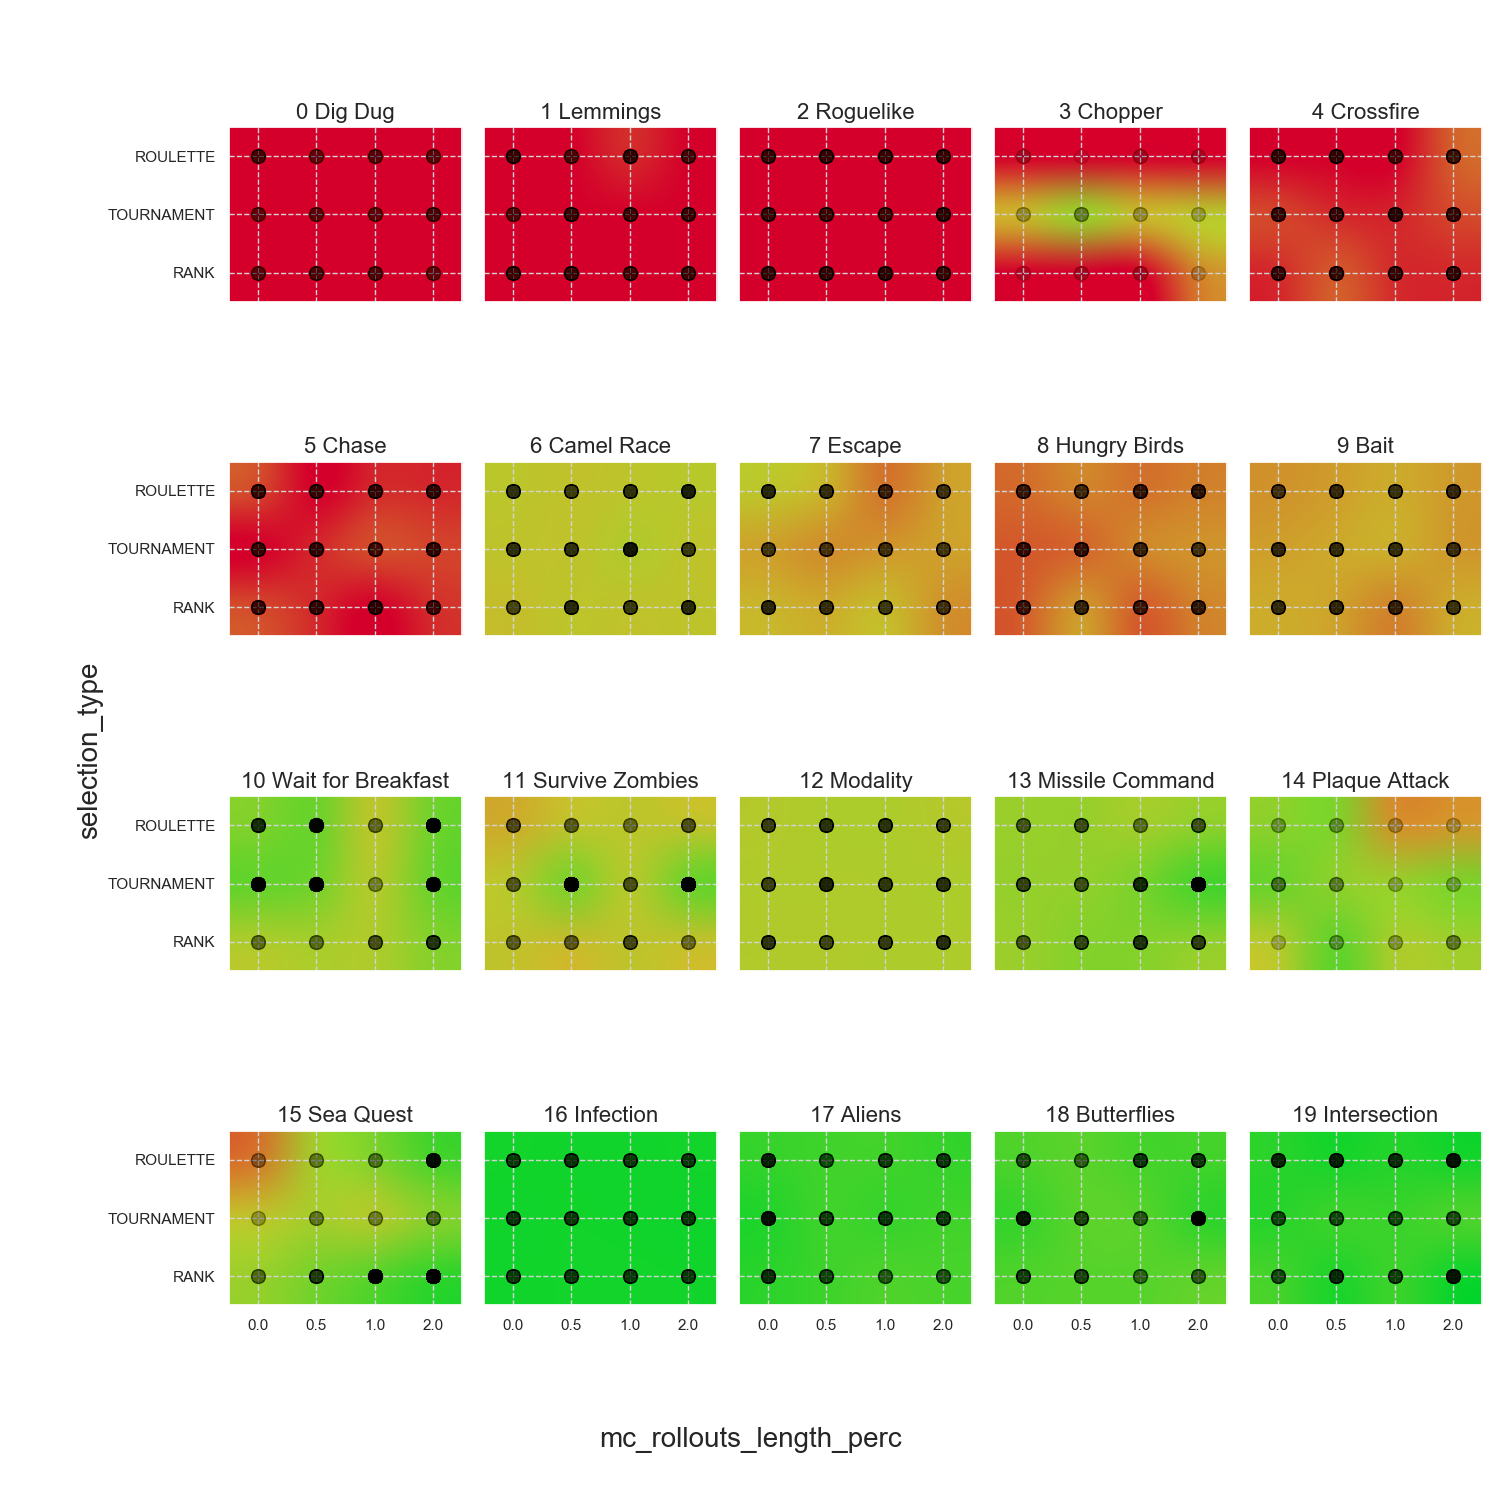 0 Dig Dug
1 Lemmings
2 Roguelike
3 Chopper
4 Crossfire
ROULETTE
TOURNAMENT
RANK
5 Chase
6 Camel Race
7 Escape
8 Hungry Birds
9 Bait
ROULETTE
TOURNAMENT
RANK
selection_type
10 Wait for Breakfast
11 Survive Zombies
12 Modality
13 Missile Command
14 Plaque Attack
ROULETTE
TOURNAMENT
RANK
15 Sea Quest
16 Infection
17 Aliens
18 Butterflies
19 Intersection
ROULETTE
TOURNAMENT
RANK
0.0 0.5 1.0 2.0
0.0 0.5 1.0 2.0
0.0 0.5 1.0 2.0
0.0 0.5 1.0 2.0
0.0 0.5 1.0 2.0
mc_rollouts_length_perc